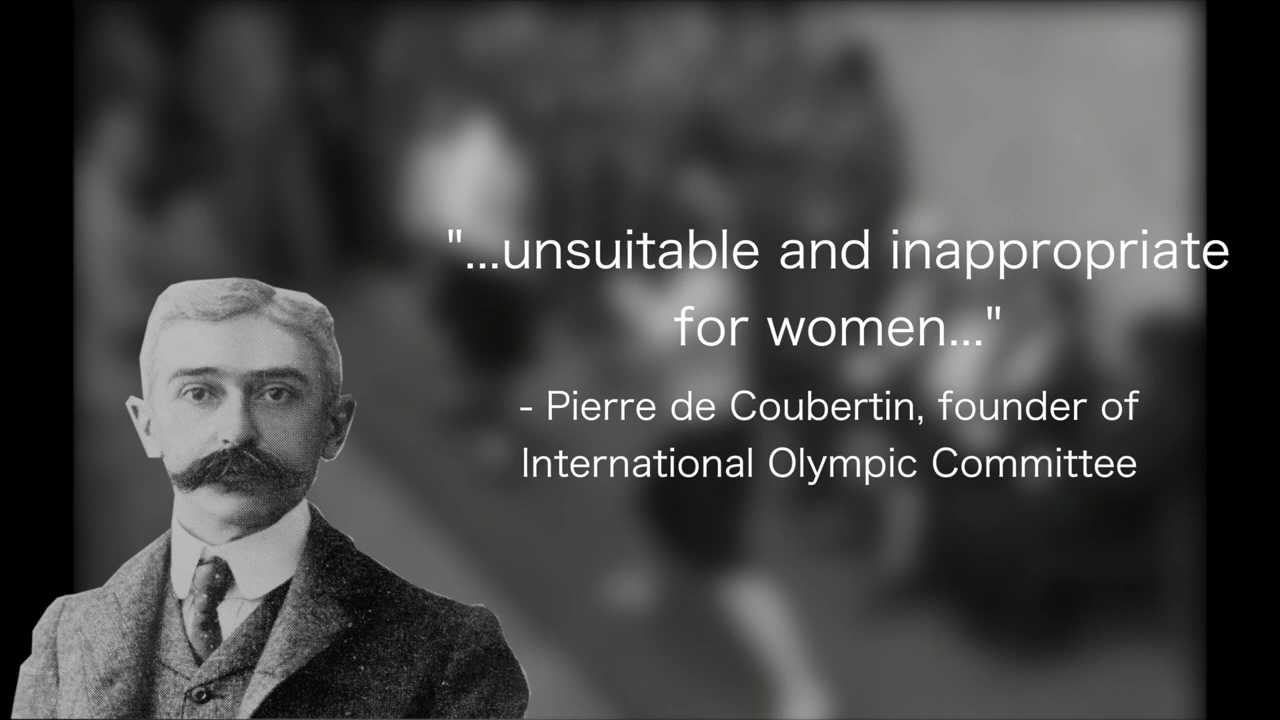 "...unsuitable and inappropriate
for women..."
- Pierre de Coubertin, founder of
International Olympic Committee